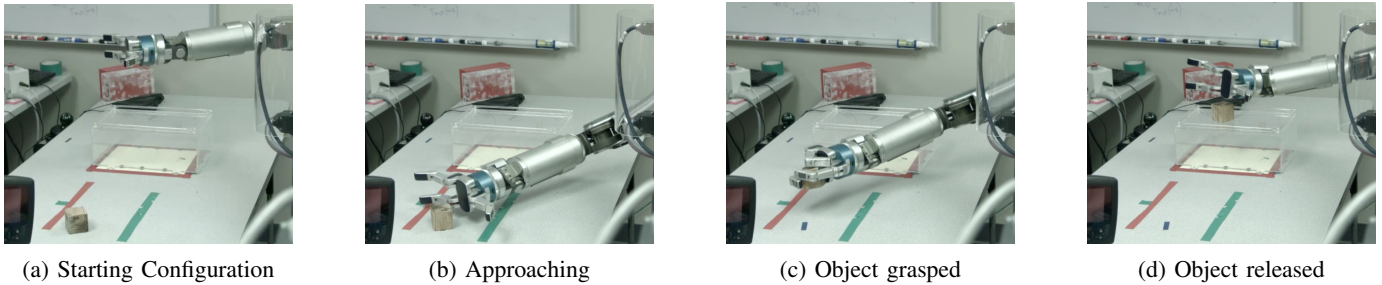 (a) Starting Configuration
(b) Approaching
(c) Object grasped
(d) Object released